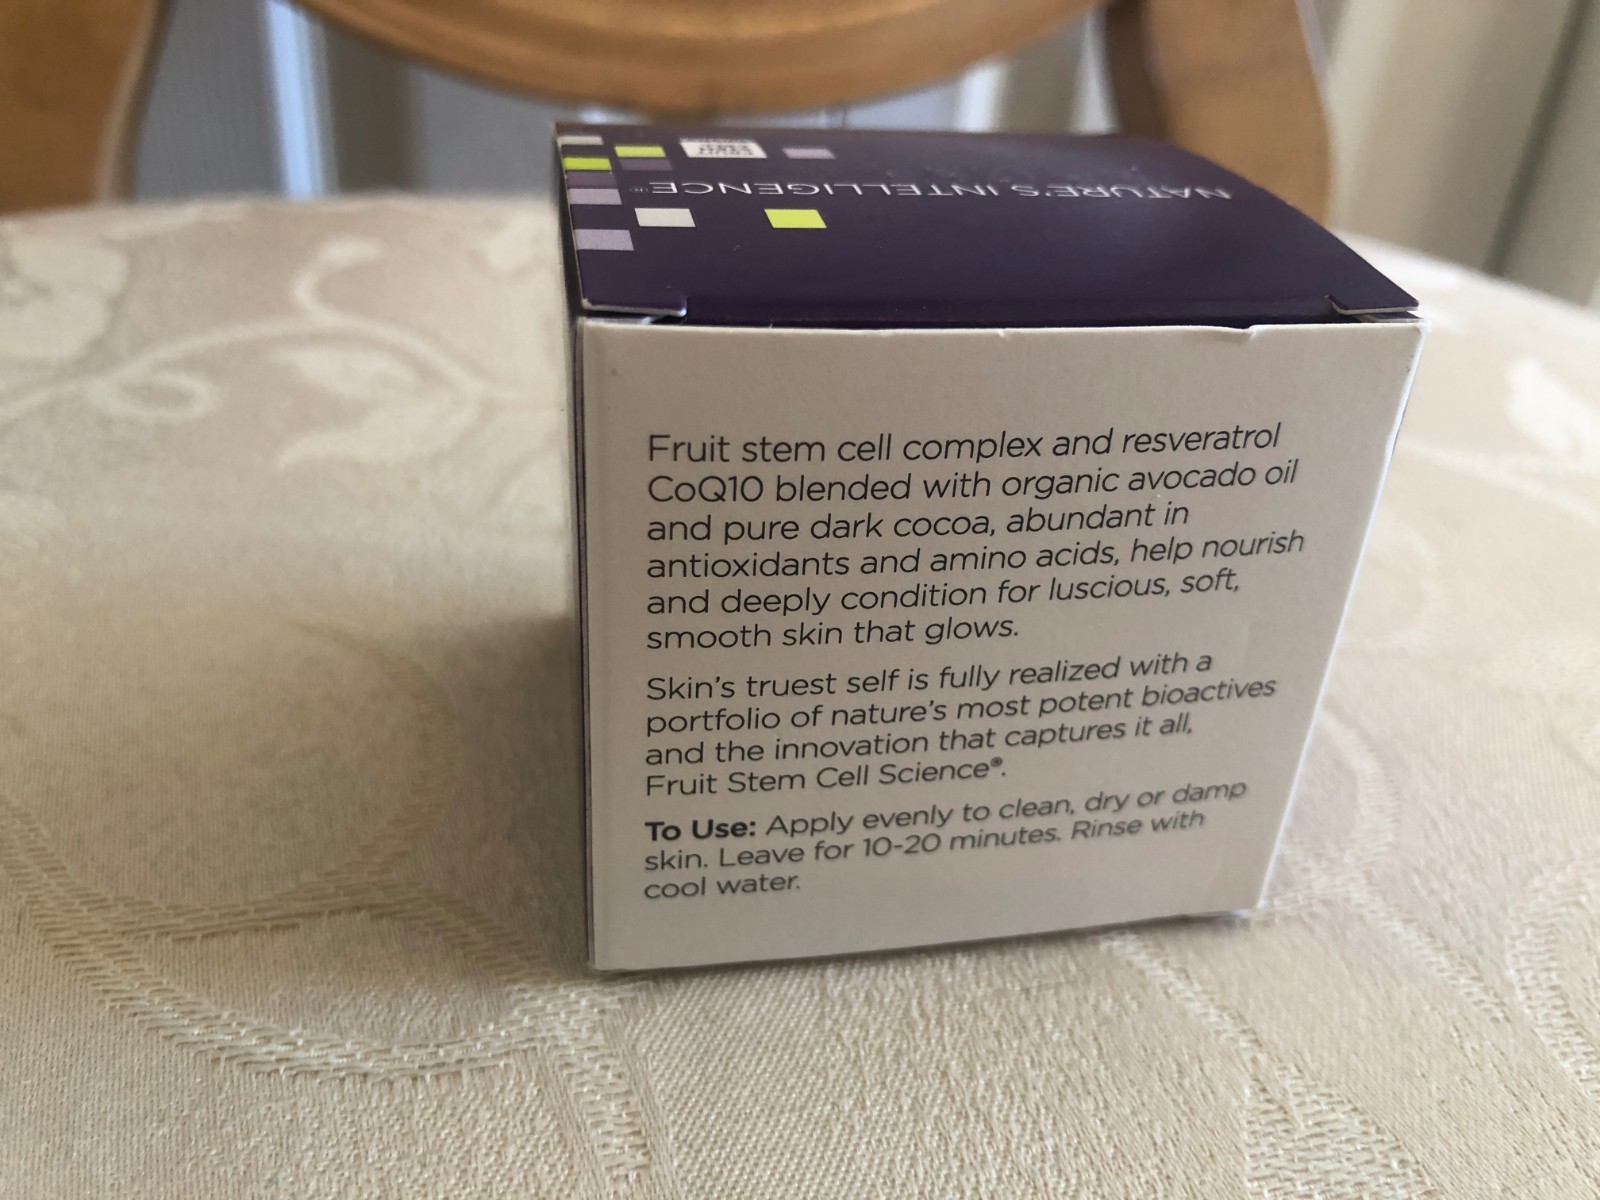 NATURE'S INTELLIGENCE
Fruit stem cell complex and resveratrol
CoQ10 blended with organic avocado oil
and pure dark cocoa, abundant in
antioxidants and amino acids, help nourish
and deeply condition for luscious, soft,
smooth skin that glows.
Skin's truest self is fully realized with a
portfolio of nature's most potent bioactives
and the innovation that captures it all,
Fruit Stem Cell Science®.
To Use: Apply evenly to clean, dry or damp
skin. Leave for 10-20 minutes. Rinse with
cool water.